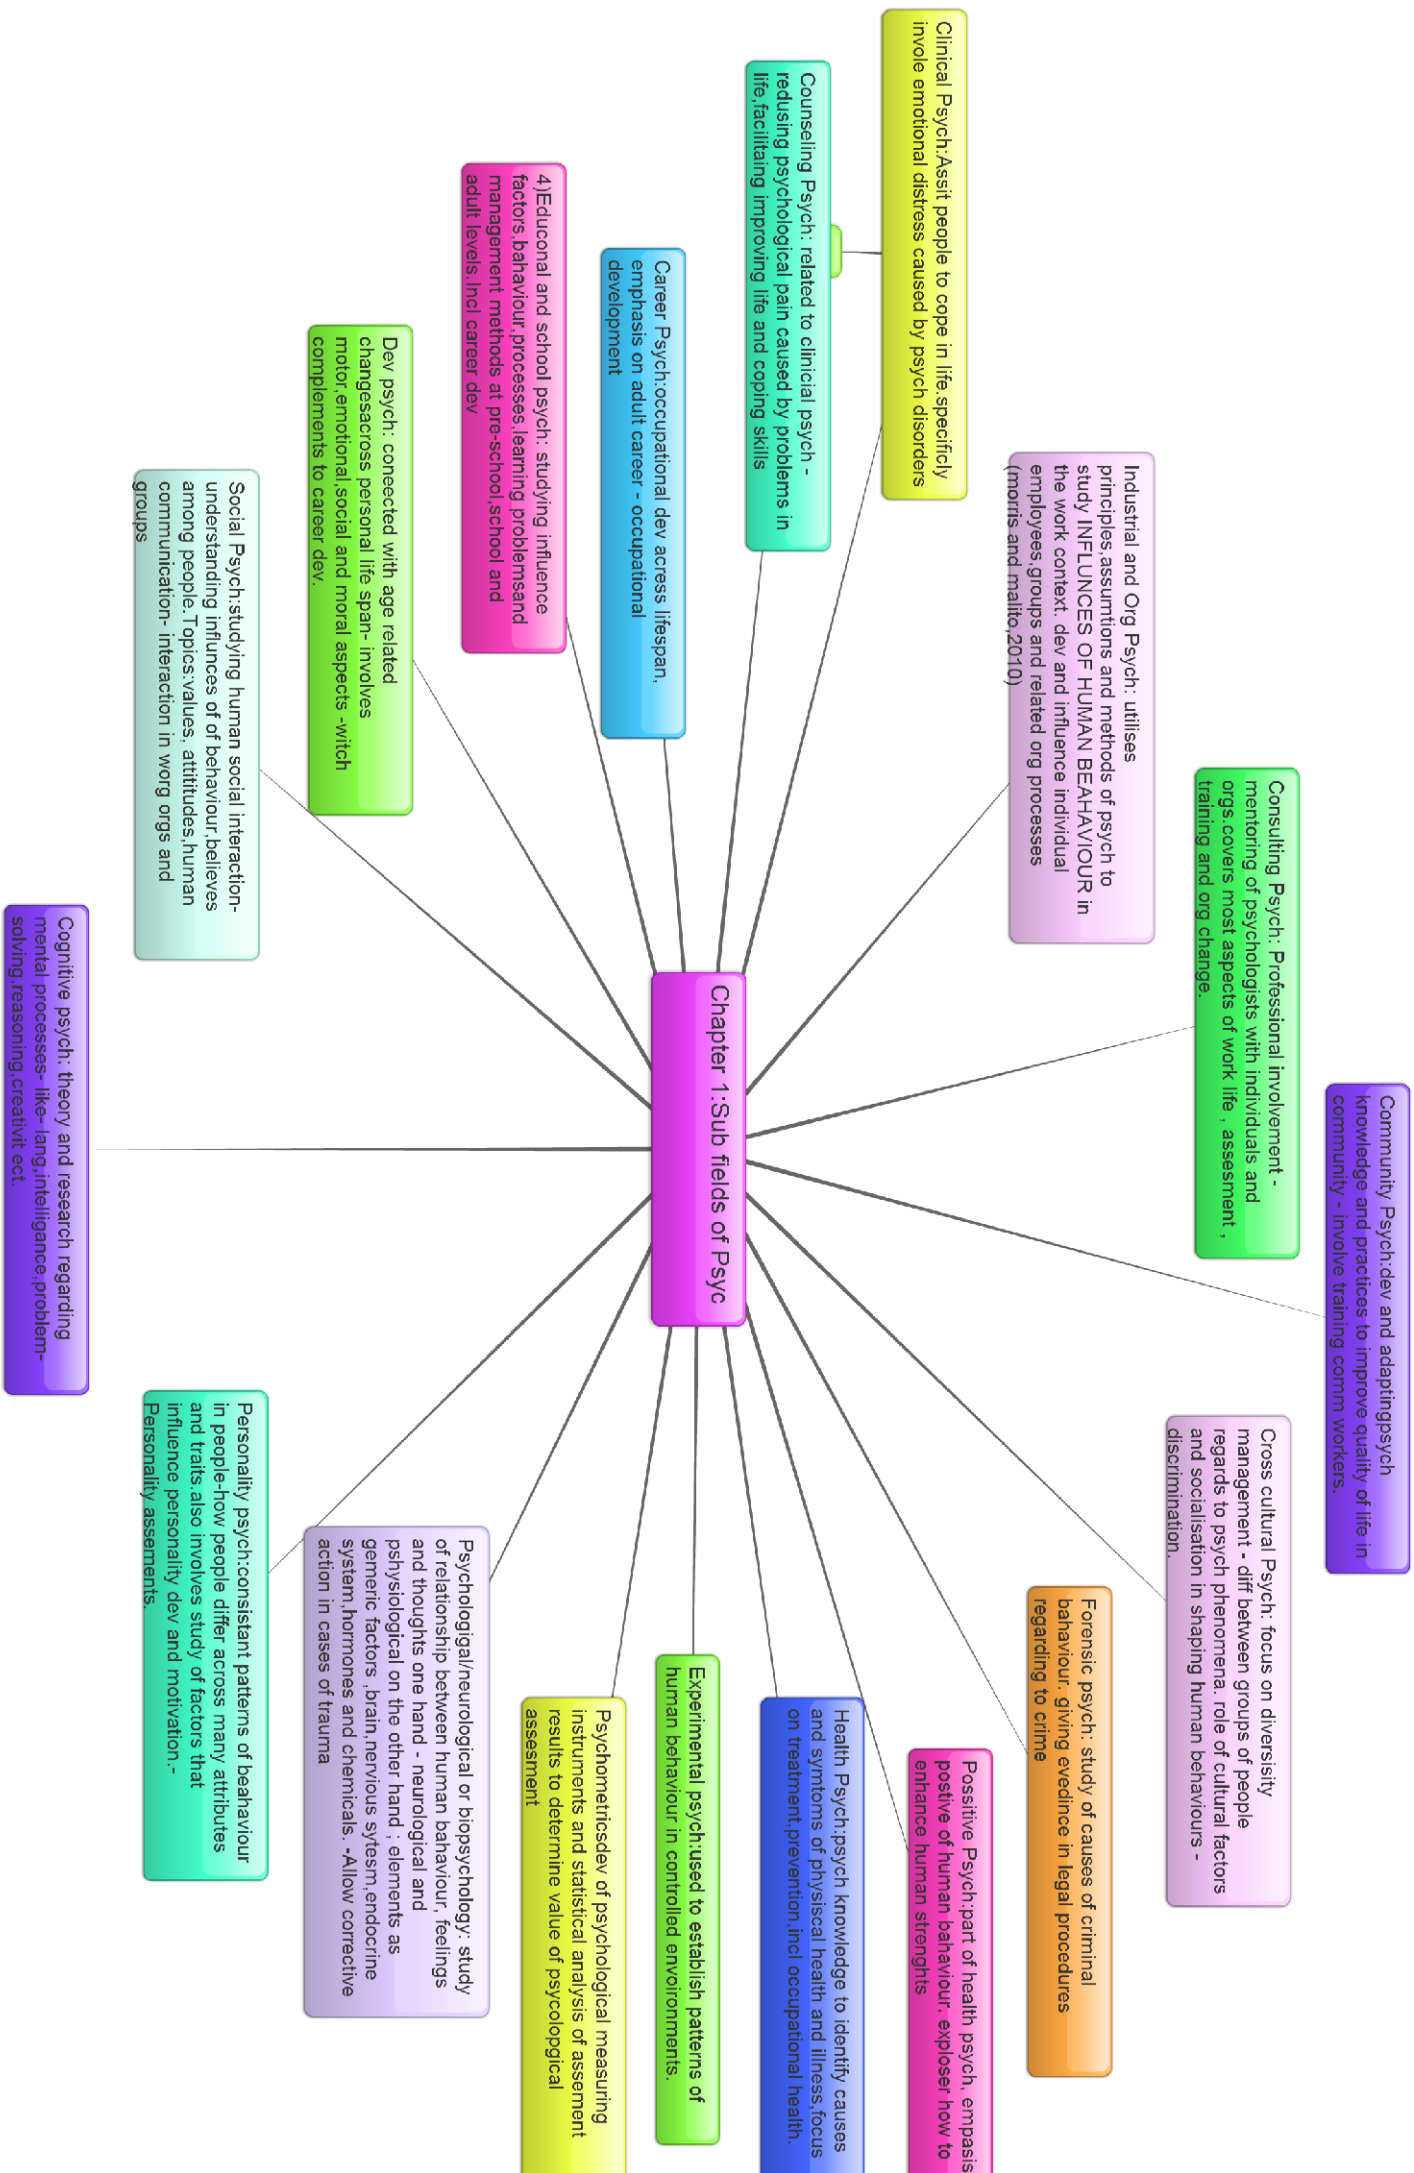 Chapter 1:Sub fields of Psyc
Clinical Psych:Assit people to cope in life.specificly
invole emotional distress caused by psych disorders
Counseling Psych: related to clinicial psych -
redusing psychological pain caused by problems in
life,facilitaing improving life and coping skills
Career Psych:occupational dev acress lifespan,
emphasis on adult career - occupational
development
4)Educonal and school psych: studying influence
factors,bahaviour,processes,learning problemsand
management methods at pre-school,school and
adult levels.Incl career dev
Dev psych: conected with age related
changesacross personal life span- involves
motor,emotional,social and moral aspects -witch
complements to career dev.
Social Psych:studying human social interaction-
understanding influnces of of behaviour,believes
among people.Topics:values, attititudes,human
communication- interaction in worg orgs and
groups
Cognitive psych: theory and research regarding
mental processes- like- lang,intelligance,problem-
solving,reasoning,creativit ect.
Industrial and Org Psych: utilises
principles,assumtions and methods of psych to
study INFLUNCES OF HUMAN BEAHAVIOUR in
the work context. dev and influence individual
employees,groups and related org processes
(morris and malito,2010)
Consulting Psych: Professional involvement -
mentoring of psychologists with individuals and
orgs.covers most aspects of work life , assesment ,
training and org change.
Community Psych:dev and adaptingpsych
knowledge and practices to improve quality of life in
community - involve training comm workers.
Cross cultural Psych: focus on diversisity
management - diff between groups of people
regards to psych phenomena. role of cultural factors
and socialisation in shaping human behaviours -
discrimination.
Forensic psych: study of causes of criminal
bahaviour. giving evedince in legal procedures
regarding to crime
Possitive Psych:part of health psych, empasis
postive of human bahaviour. exploser how to
enhance human strenghts
Health Psych:psych knowledge to identify causes
and symtoms of physiscal health and illness,focus
on treatment,prevention,incl occupational health.
Experimental psych:used to establish patterns of
human behaviour in controlled envoironments.
Psychometricsdev of psychological measuring
instruments and statistical analysis of assement
results to determine value of psycolopgical
assesment
Psychologigal/neurological or biopsychology: study
of relationship between human bahaviour, feelings
and thoughts one hand - neurological and
pshysiological on the other hand ; elements as
gemeric factors ,brain,nervious sytesm,endocrine
system,hormones and chemicals. -Allow corrective
action in cases of trauma
Personality psych:consistant patterns of beahaviour
in people-how people differ across many attributes
and traits.also involves study of factors that
influence personality dev and motivation.-
Personality assements.